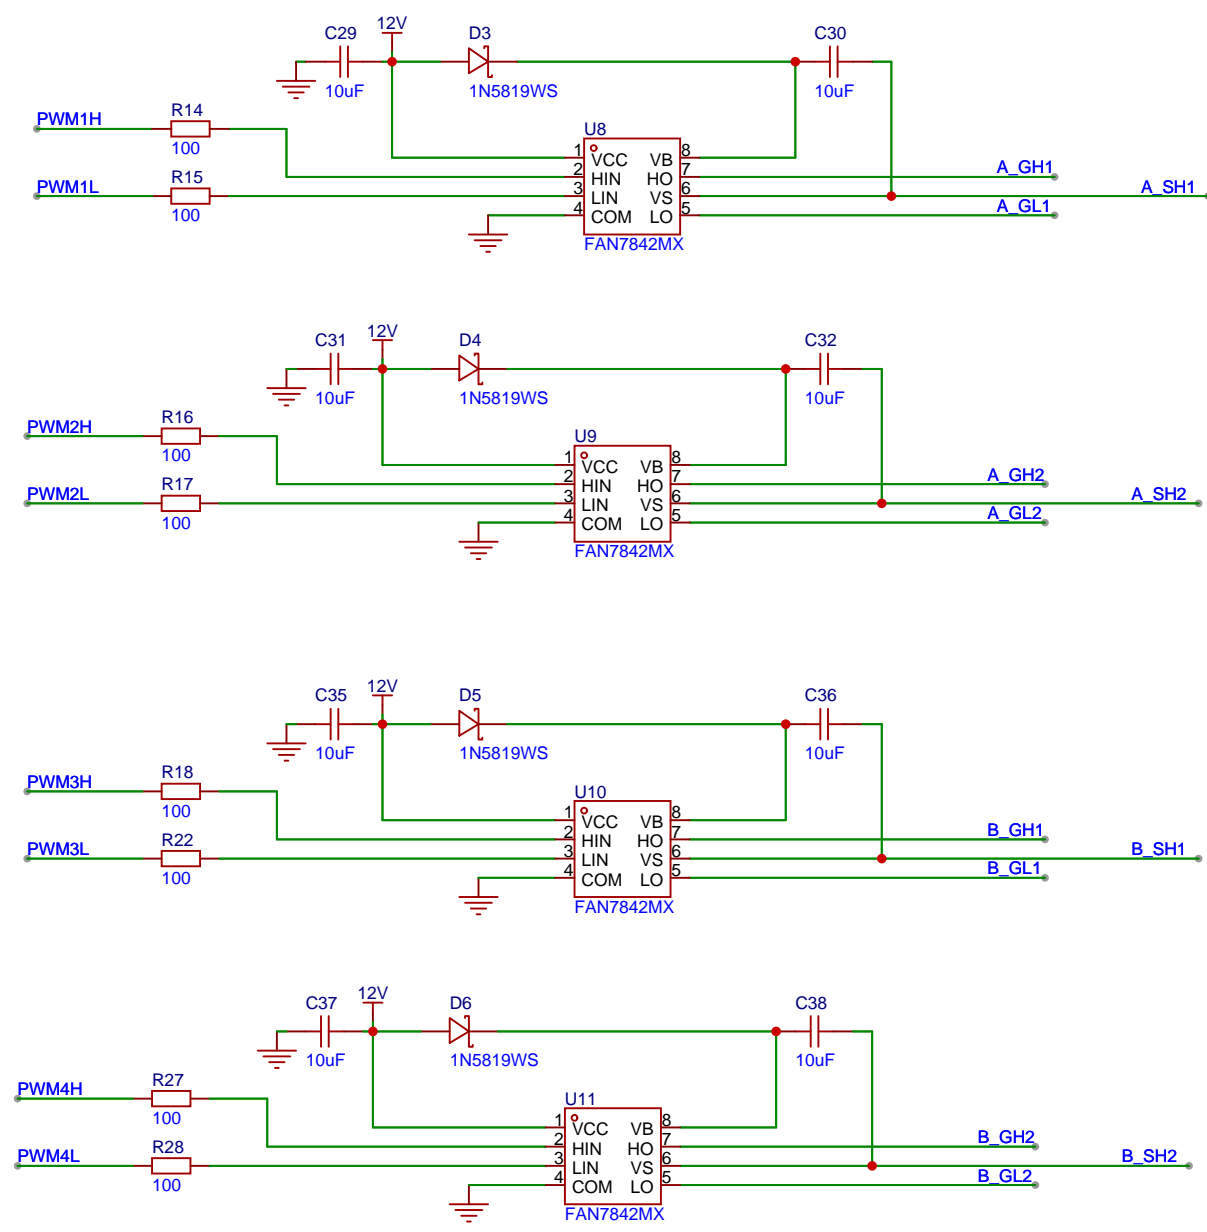 12V
C29
D3
C30
10uF
1N5819WS
10uF
PWM1H
R14
100
U8
1 VCC VB 8
2 HIN HO 7
3 LIN VS 6
4 COM LO 5
FAN7842MX
PWM1L
R15
100
A_GH1
A_SH1
A_GL1
12V
C31
D4
C32
10uF
1N5819WS
10uF
PWM2H
R16
100
U9
1 VCC VB 8
2 HIN HO 7
3 LIN VS 6
4 COM LO 5
FAN7842MX
PWM2L
R17
100
A_GH2
A_SH2
A_GL2
12V
C35
D5
C36
10uF
1N5819WS
10uF
PWM3H
R18
100
U10
1 VCC VB 8
2 HIN HO 7
3 LIN VS 6
4 COM LO 5
FAN7842MX
PWM3L
R22
100
B_GH1
B_SH1
B_GL1
12V
C37
D6
C38
10uF
1N5819WS
10uF
PWM4H
R27
100
U11
1 VCC VB 8
2 HIN HO 7
3 LIN VS 6
4 COM LO 5
FAN7842MX
PWM4L
R28
100
B_GH2
B_SH2
B_GL2